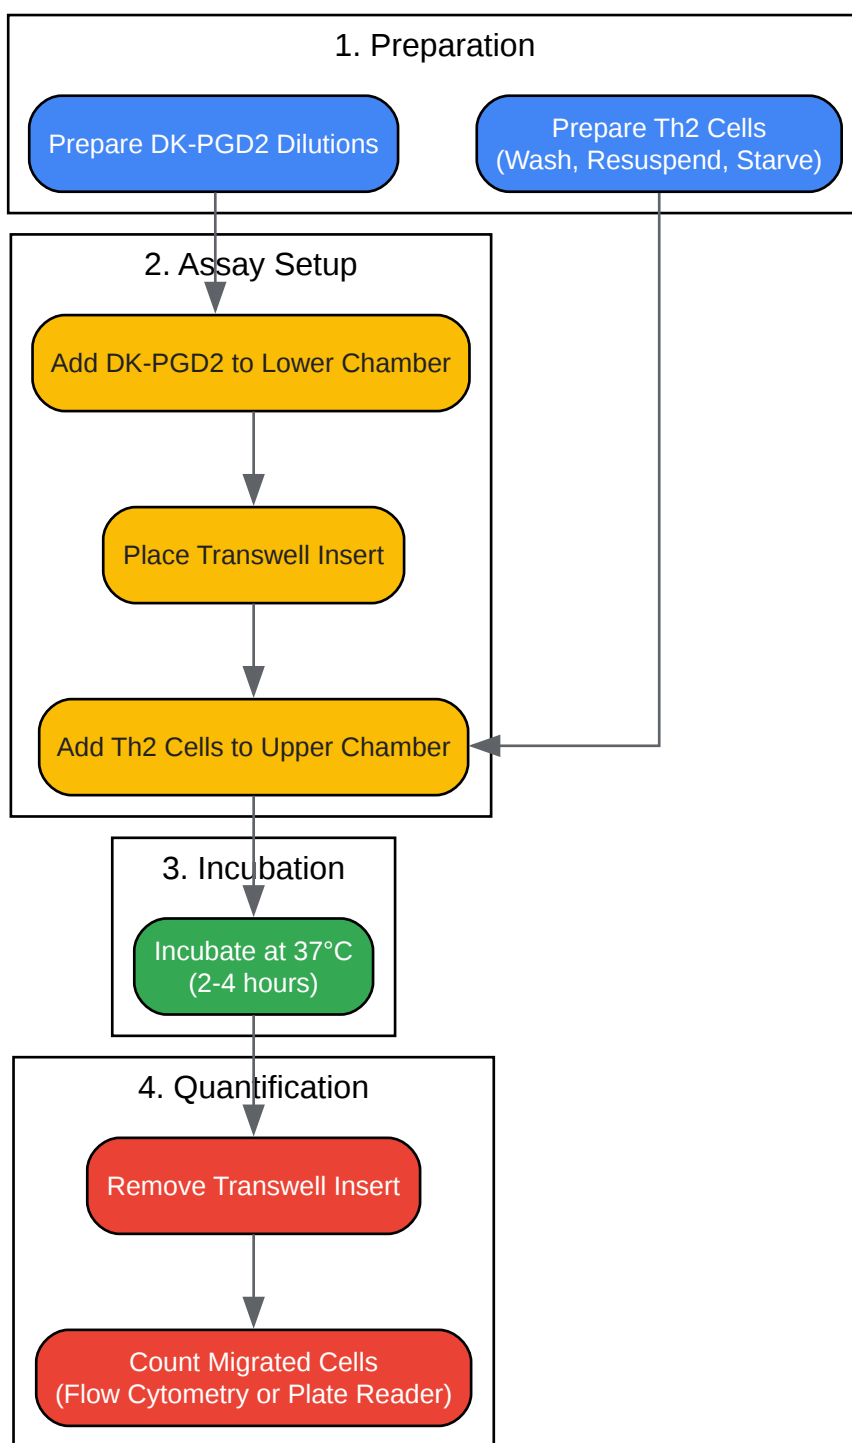 1. Preparation
Prepare DK-PGD2 Dilutions
Prepare Th2 Cells
(Wash, Resuspend, Starve)
2. Assay Setup
Add DK-PGD2 to Lower Chamber
Place Transwell Insert
Add Th2 Cells to Upper Chamber
3. Incubation
Incubate at 37°C
(2-4 hours)
4. Quantification
Remove Transwell Insert
Count Migrated Cells
(Flow Cytometry or Plate Reader)